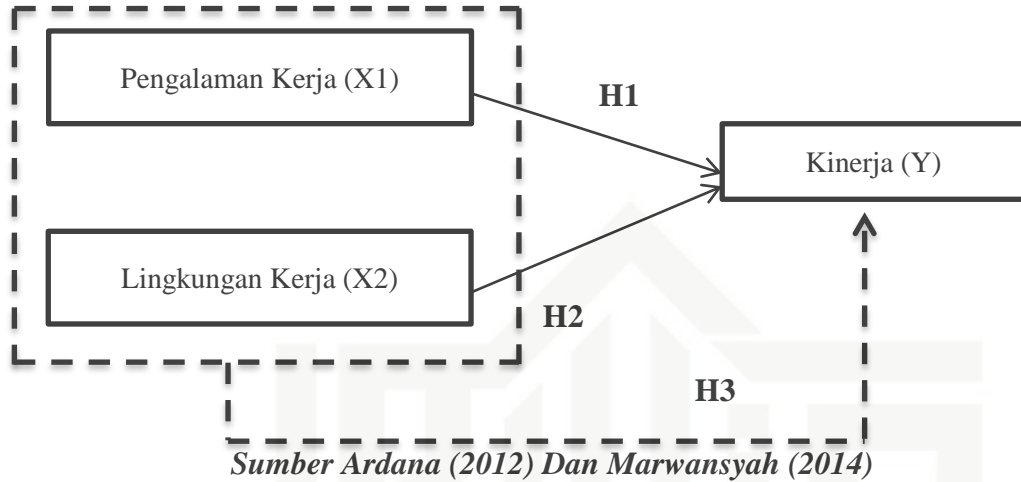 Pengalaman Kerja (X1)
H1
Kinerja (Y)
Lingkungan Kerja (X2)
H2
H3
Sumber Ardana (2012) Dan Marwansyah (2014)